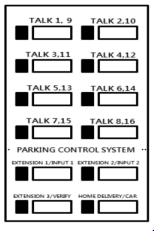 TALK 1, 9 TALK 2,10
TALK 3,11 TALK 4,12
TALK 5,13 TALK 6,14
TALK 7,15 TALK 8,16
PARKING CONTROL SYSTEM
EXTENSION 1/INPUT 1 EXTENSION 2/INPUT 2
EXTENSION 3/VERIFY HOME DELIVERY/CAR